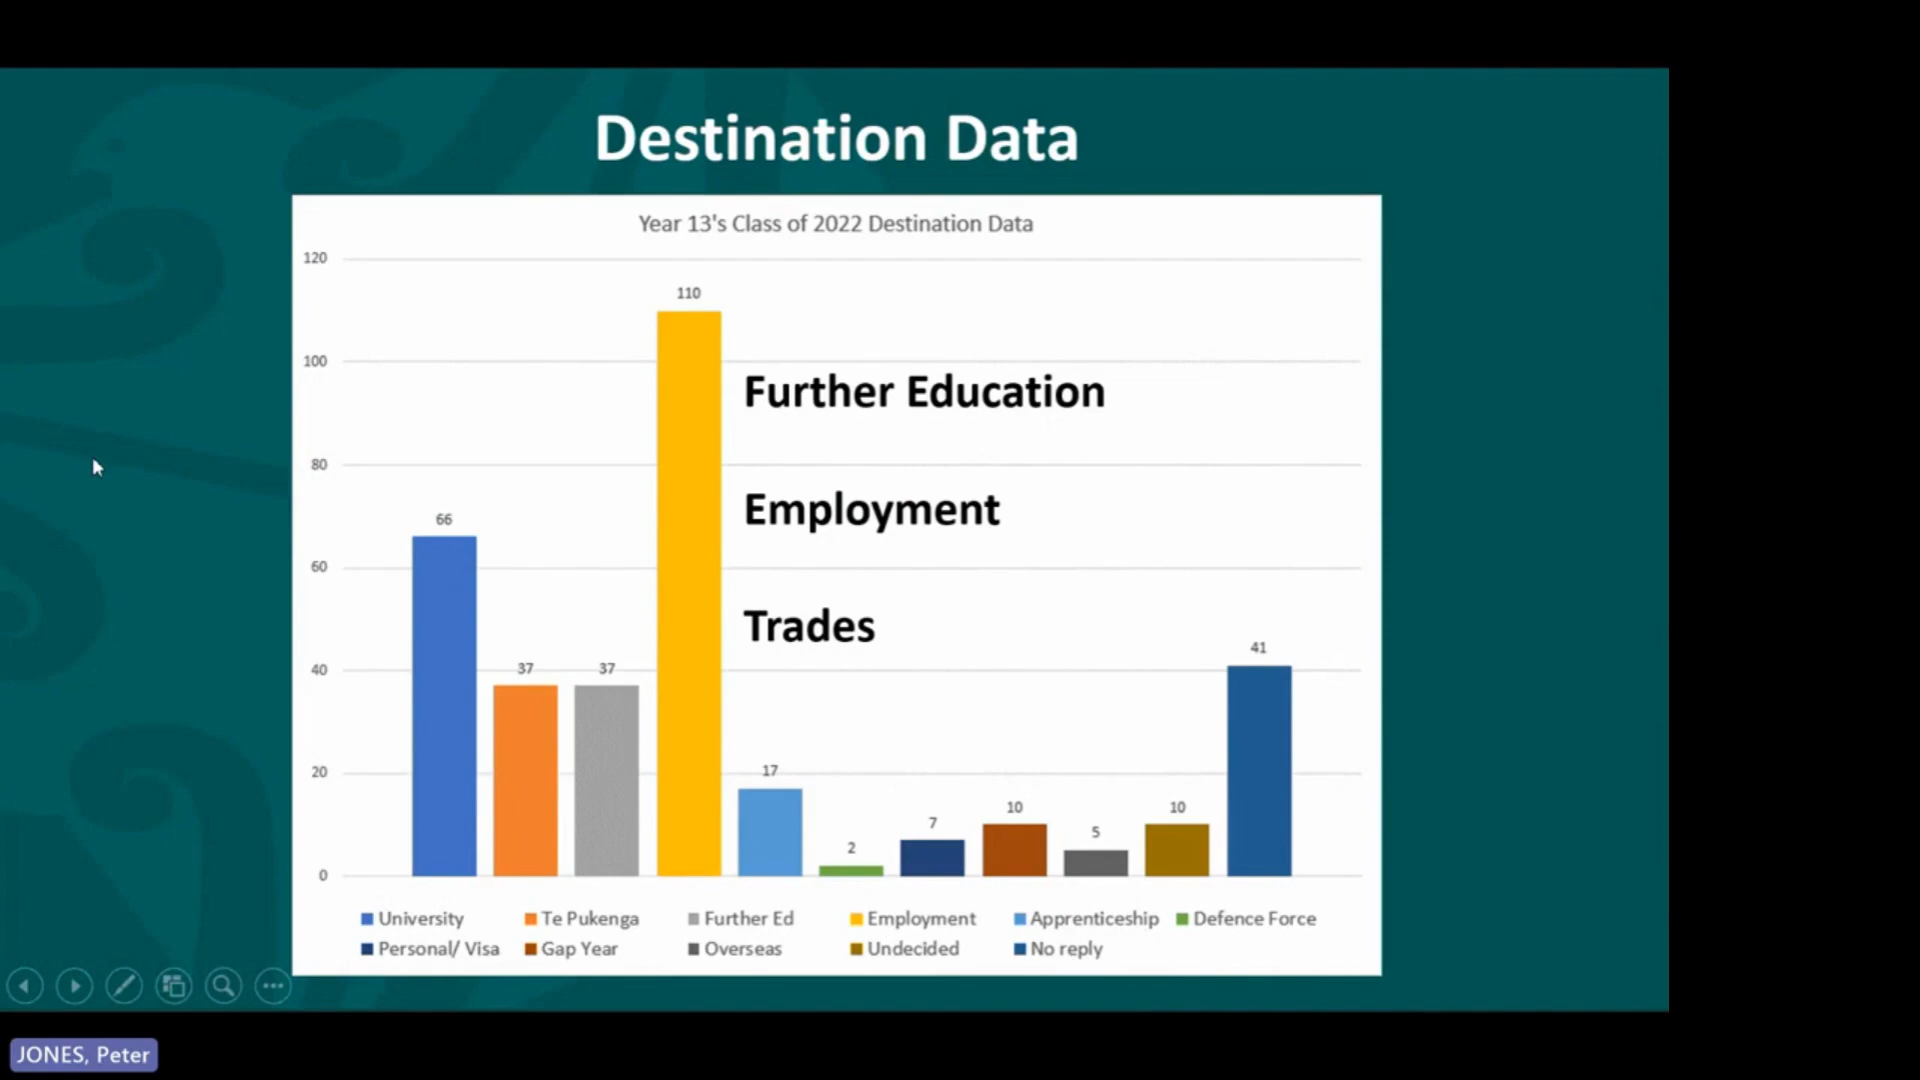 Destination Data
Year 13's Class of 2022 Destination Data
120
100
80
60
40
20
0
66
37
37
110
17
2
7
10
5
10
41
Further Education
Employment
Trades
University Te Pukenga Further Ed Employment Apprenticeship Defence Force
Personal/ Visa Gap Year Overseas Undecided No reply
JONES, Peter